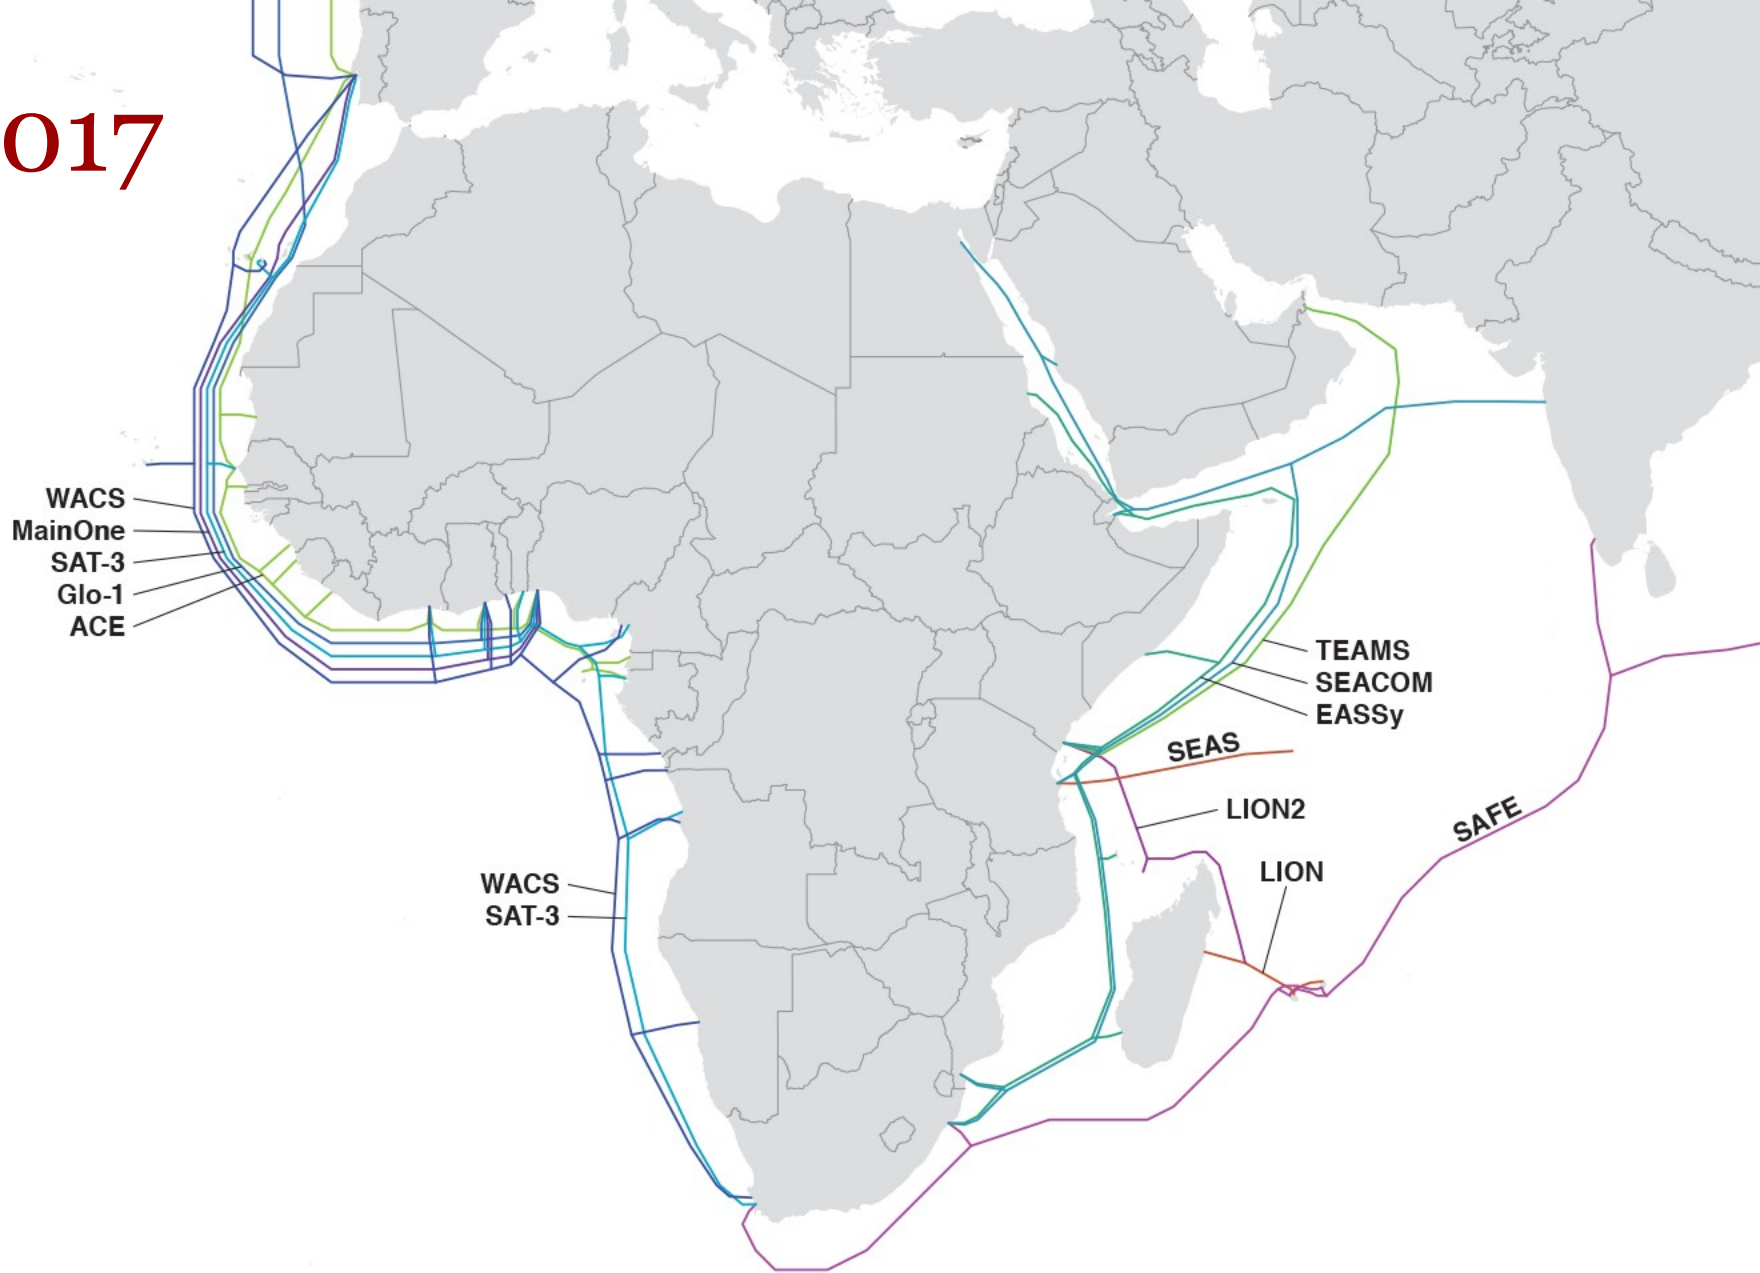 017
WACS
MainOne
SAT-3
Glo-1
ACE
TEAMS
SEACOM
EASSy
SEAS
LION2
SAFE
LION
WACS
SAT-3